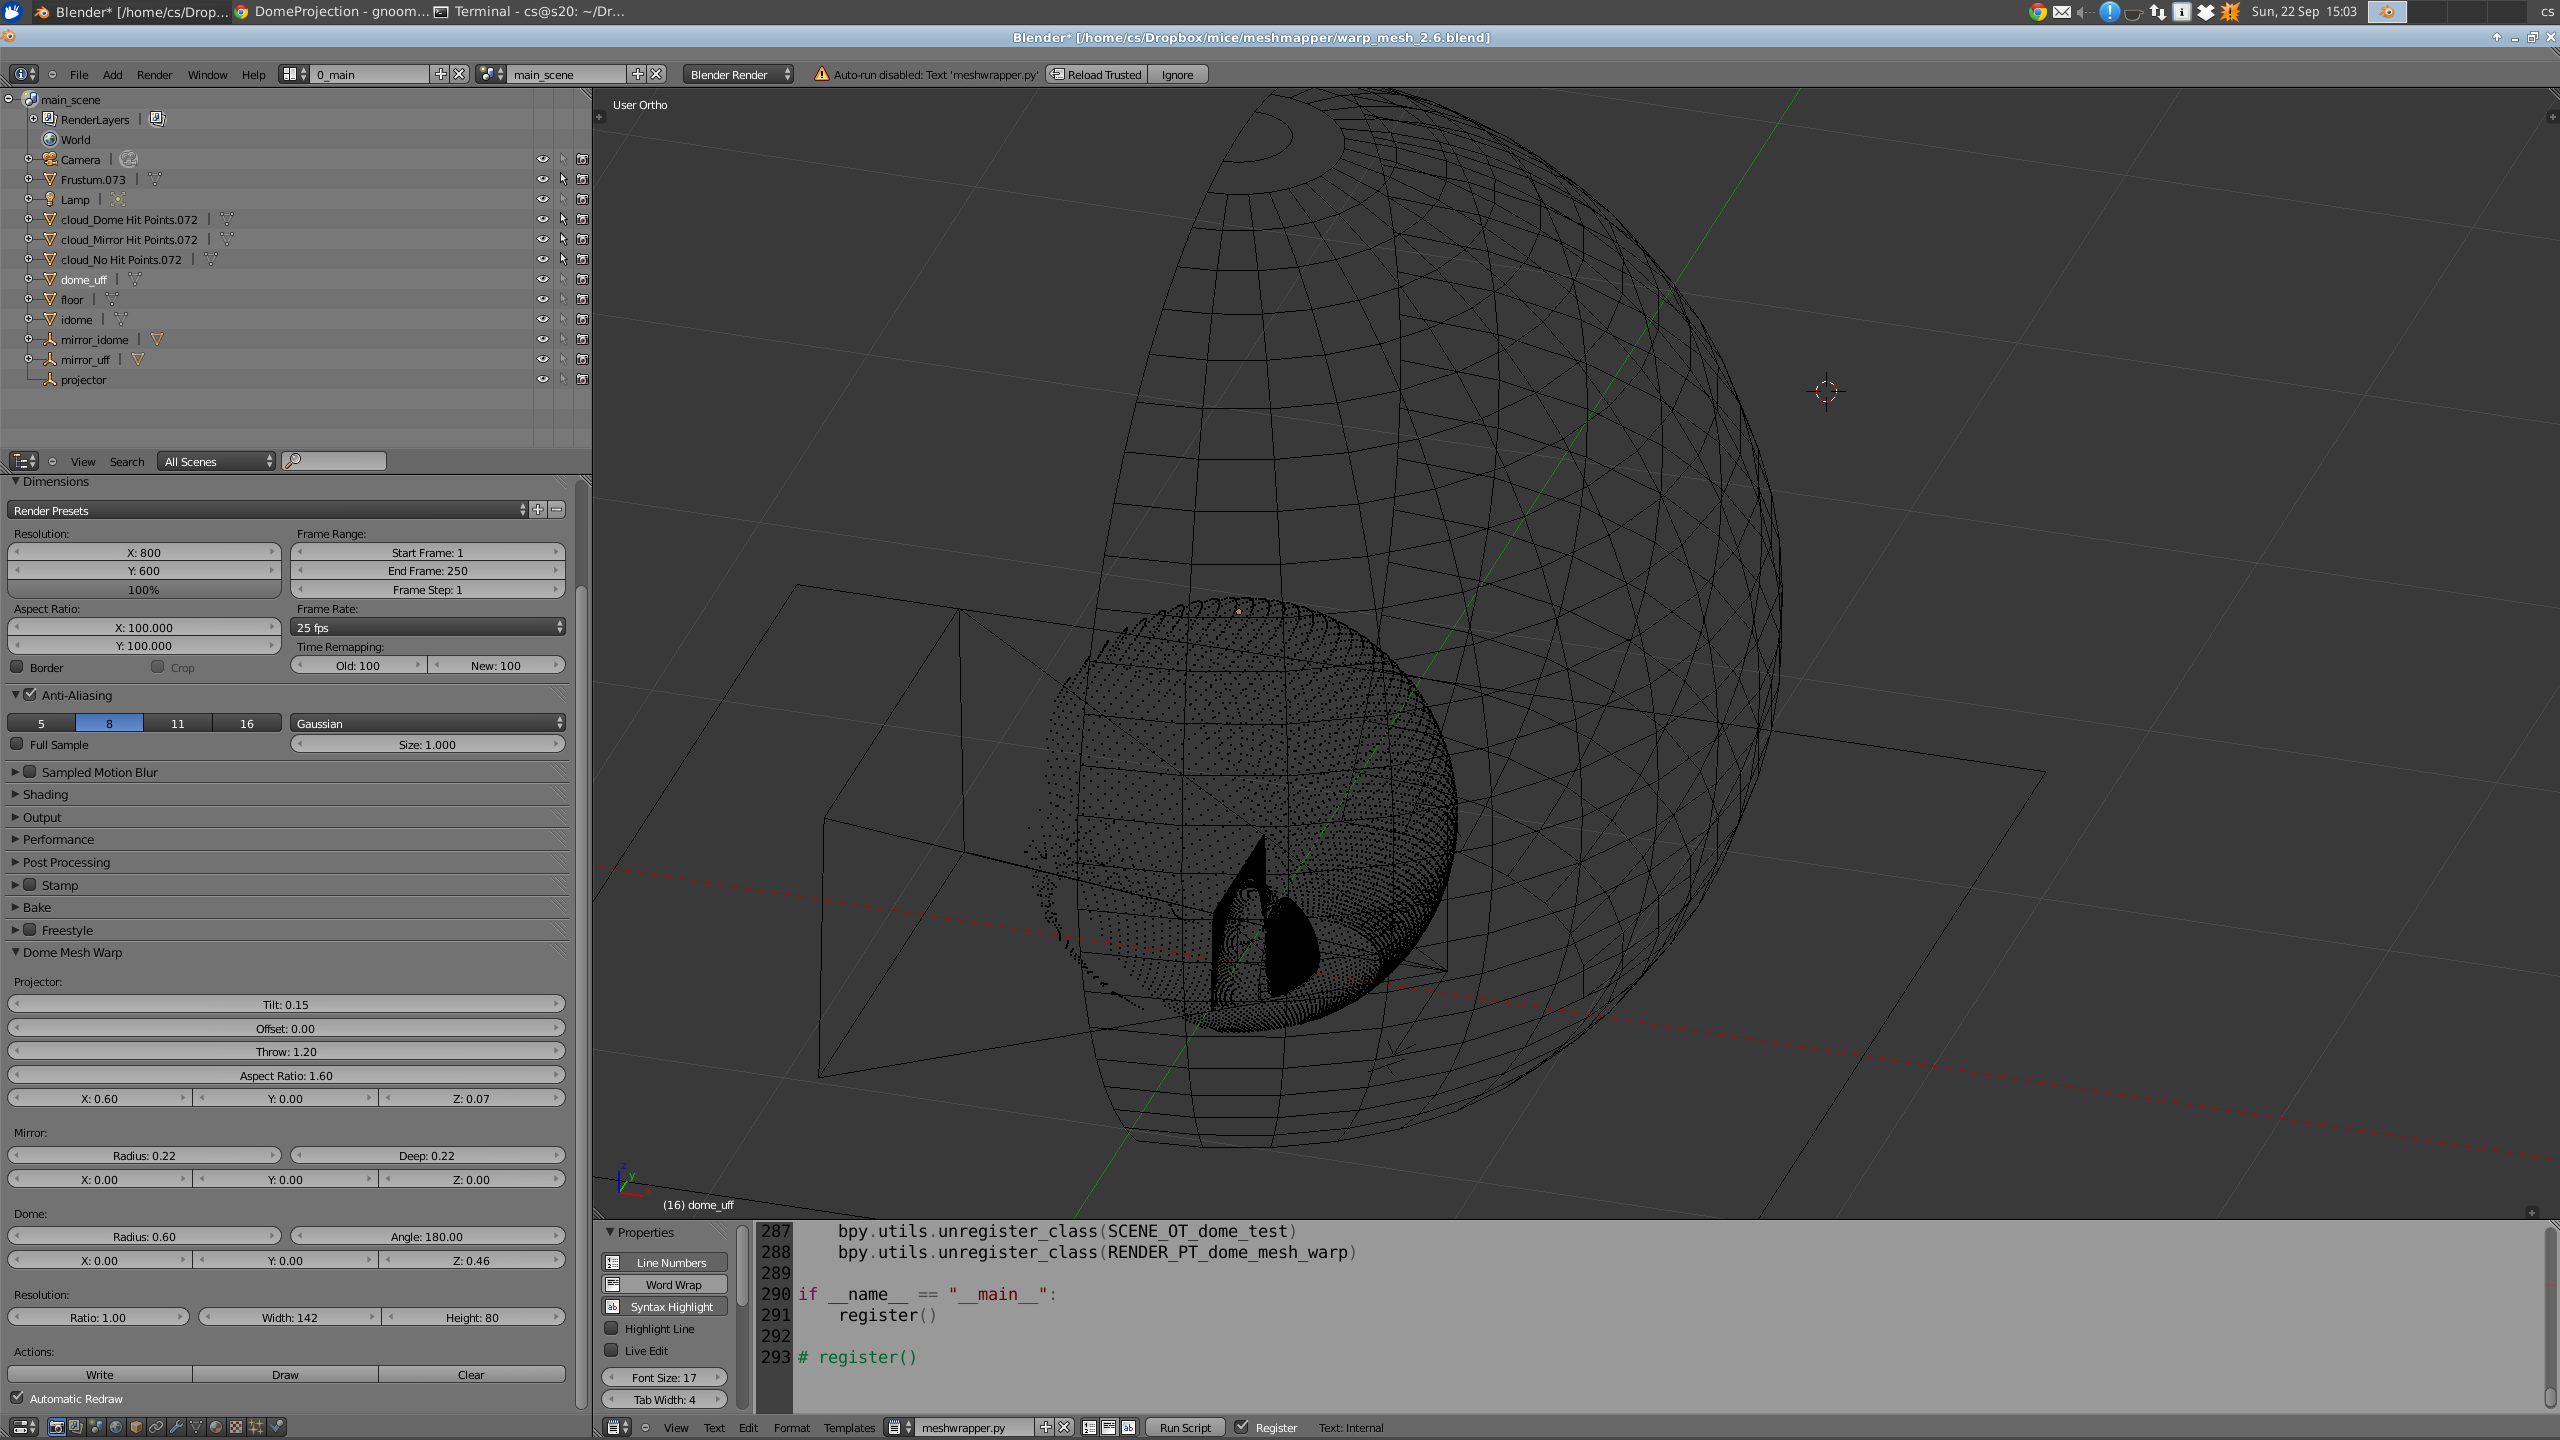 Blender* [/home/cs/Drop... DomeProjection - gnoom... Terminal - cs@s20: ~/Dr... Sun, 22 Sep 15:03 cs
Blender* [/home/cs/Dropbox/mice/meshmapper/warp_mesh_2.6.blend]
File Add Render Window Help 0_main main_scene Blender Render Auto-run disabled: Text 'meshwrapper.py' Reload Trusted Ignore
main_scene
RenderLayers
World
Camera
Frustum.073
Lamp
cloud_Dome Hit Points.072
cloud_Mirror Hit Points.072
cloud_No Hit Points.072
dome_uff
floor
idome
mirror_idome
mirror_uff
projector
View Search All Scenes
Dimensions
Render Presets
Resolution: Frame Range:
X: 800 Start Frame: 1
Y: 600 End Frame: 250
100% Frame Step: 1
Aspect Ratio: Frame Rate:
X: 100.000 25 fps
Y: 100.000 Time Remapping:
Border Crop Old: 100 New: 100
Anti-Aliasing
5 8 11 16 Gaussian
Full Sample Size: 1.000
Sampled Motion Blur
Shading
Output
Performance
Post Processing
Stamp
Bake
Freestyle
Dome Mesh Warp
Projector:
Tilt: 0.15
Offset: 0.00
Throw: 1.20
Aspect Ratio: 1.60
X: 0.60 Y: 0.00 Z: 0.07
Mirror:
Radius: 0.22 Deep: 0.22
X: 0.00 Y: 0.00 Z: 0.00
Dome:
Radius: 0.60 Angle: 180.00
X: 0.00 Y: 0.00 Z: 0.46
Resolution:
Ratio: 1.00 Width: 142 Height: 80
Actions:
Write Draw Clear
Automatic Redraw
User Ortho
z
y
x
(16) dome_uff
Properties
Line Numbers
Word Wrap
Syntax Highlight
Highlight Line
Live Edit
Font Size: 17
Tab Width: 4
287 bpy.utils.unregister_class(SCENE_OT_dome_test)
288 bpy.utils.unregister_class(RENDER_PT_dome_mesh_warp)
289
290 if __name__ == "__main__":
291 register()
292
293 # register()
View Text Edit Format Templates meshwrapper.py Run Script Register Text: Internal